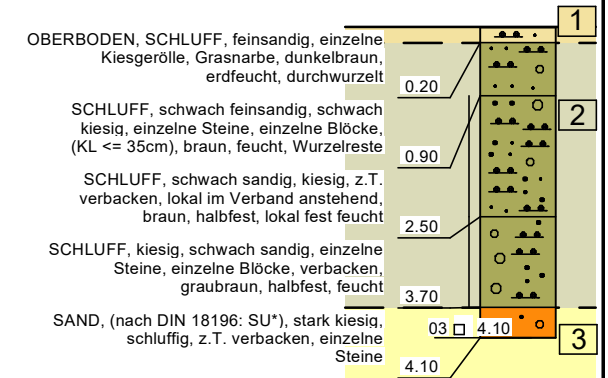 1
OBERBODEN, SCHLUFF, feinsandig, einzelne
Kiesgerölle, Grasnarbe, dunkelbraun,
erdfeucht, durchwurzelt
0.20
SCHLUFF, schwach feinsandig, schwach
kiesig, einzelne Steine, einzelne Blöcke,
(KL <= 35cm), braun, feucht, Wurzelreste
0.90
2
SCHLUFF, schwach sandig, kiesig, z.T.
verbacken, lokal im Verband anstehend,
braun, halbfest, lokal fest feucht
2.50
SCHLUFF, kiesig, schwach sandig, einzelne
Steine, einzelne Blöcke, verbacken,
graubraun, halbfest, feucht
3.70
SAND, (nach DIN 18196: SU*), stark kiesig,
schluffig, z.T. verbacken, einzelne
Steine
4.10
03 4.10
3